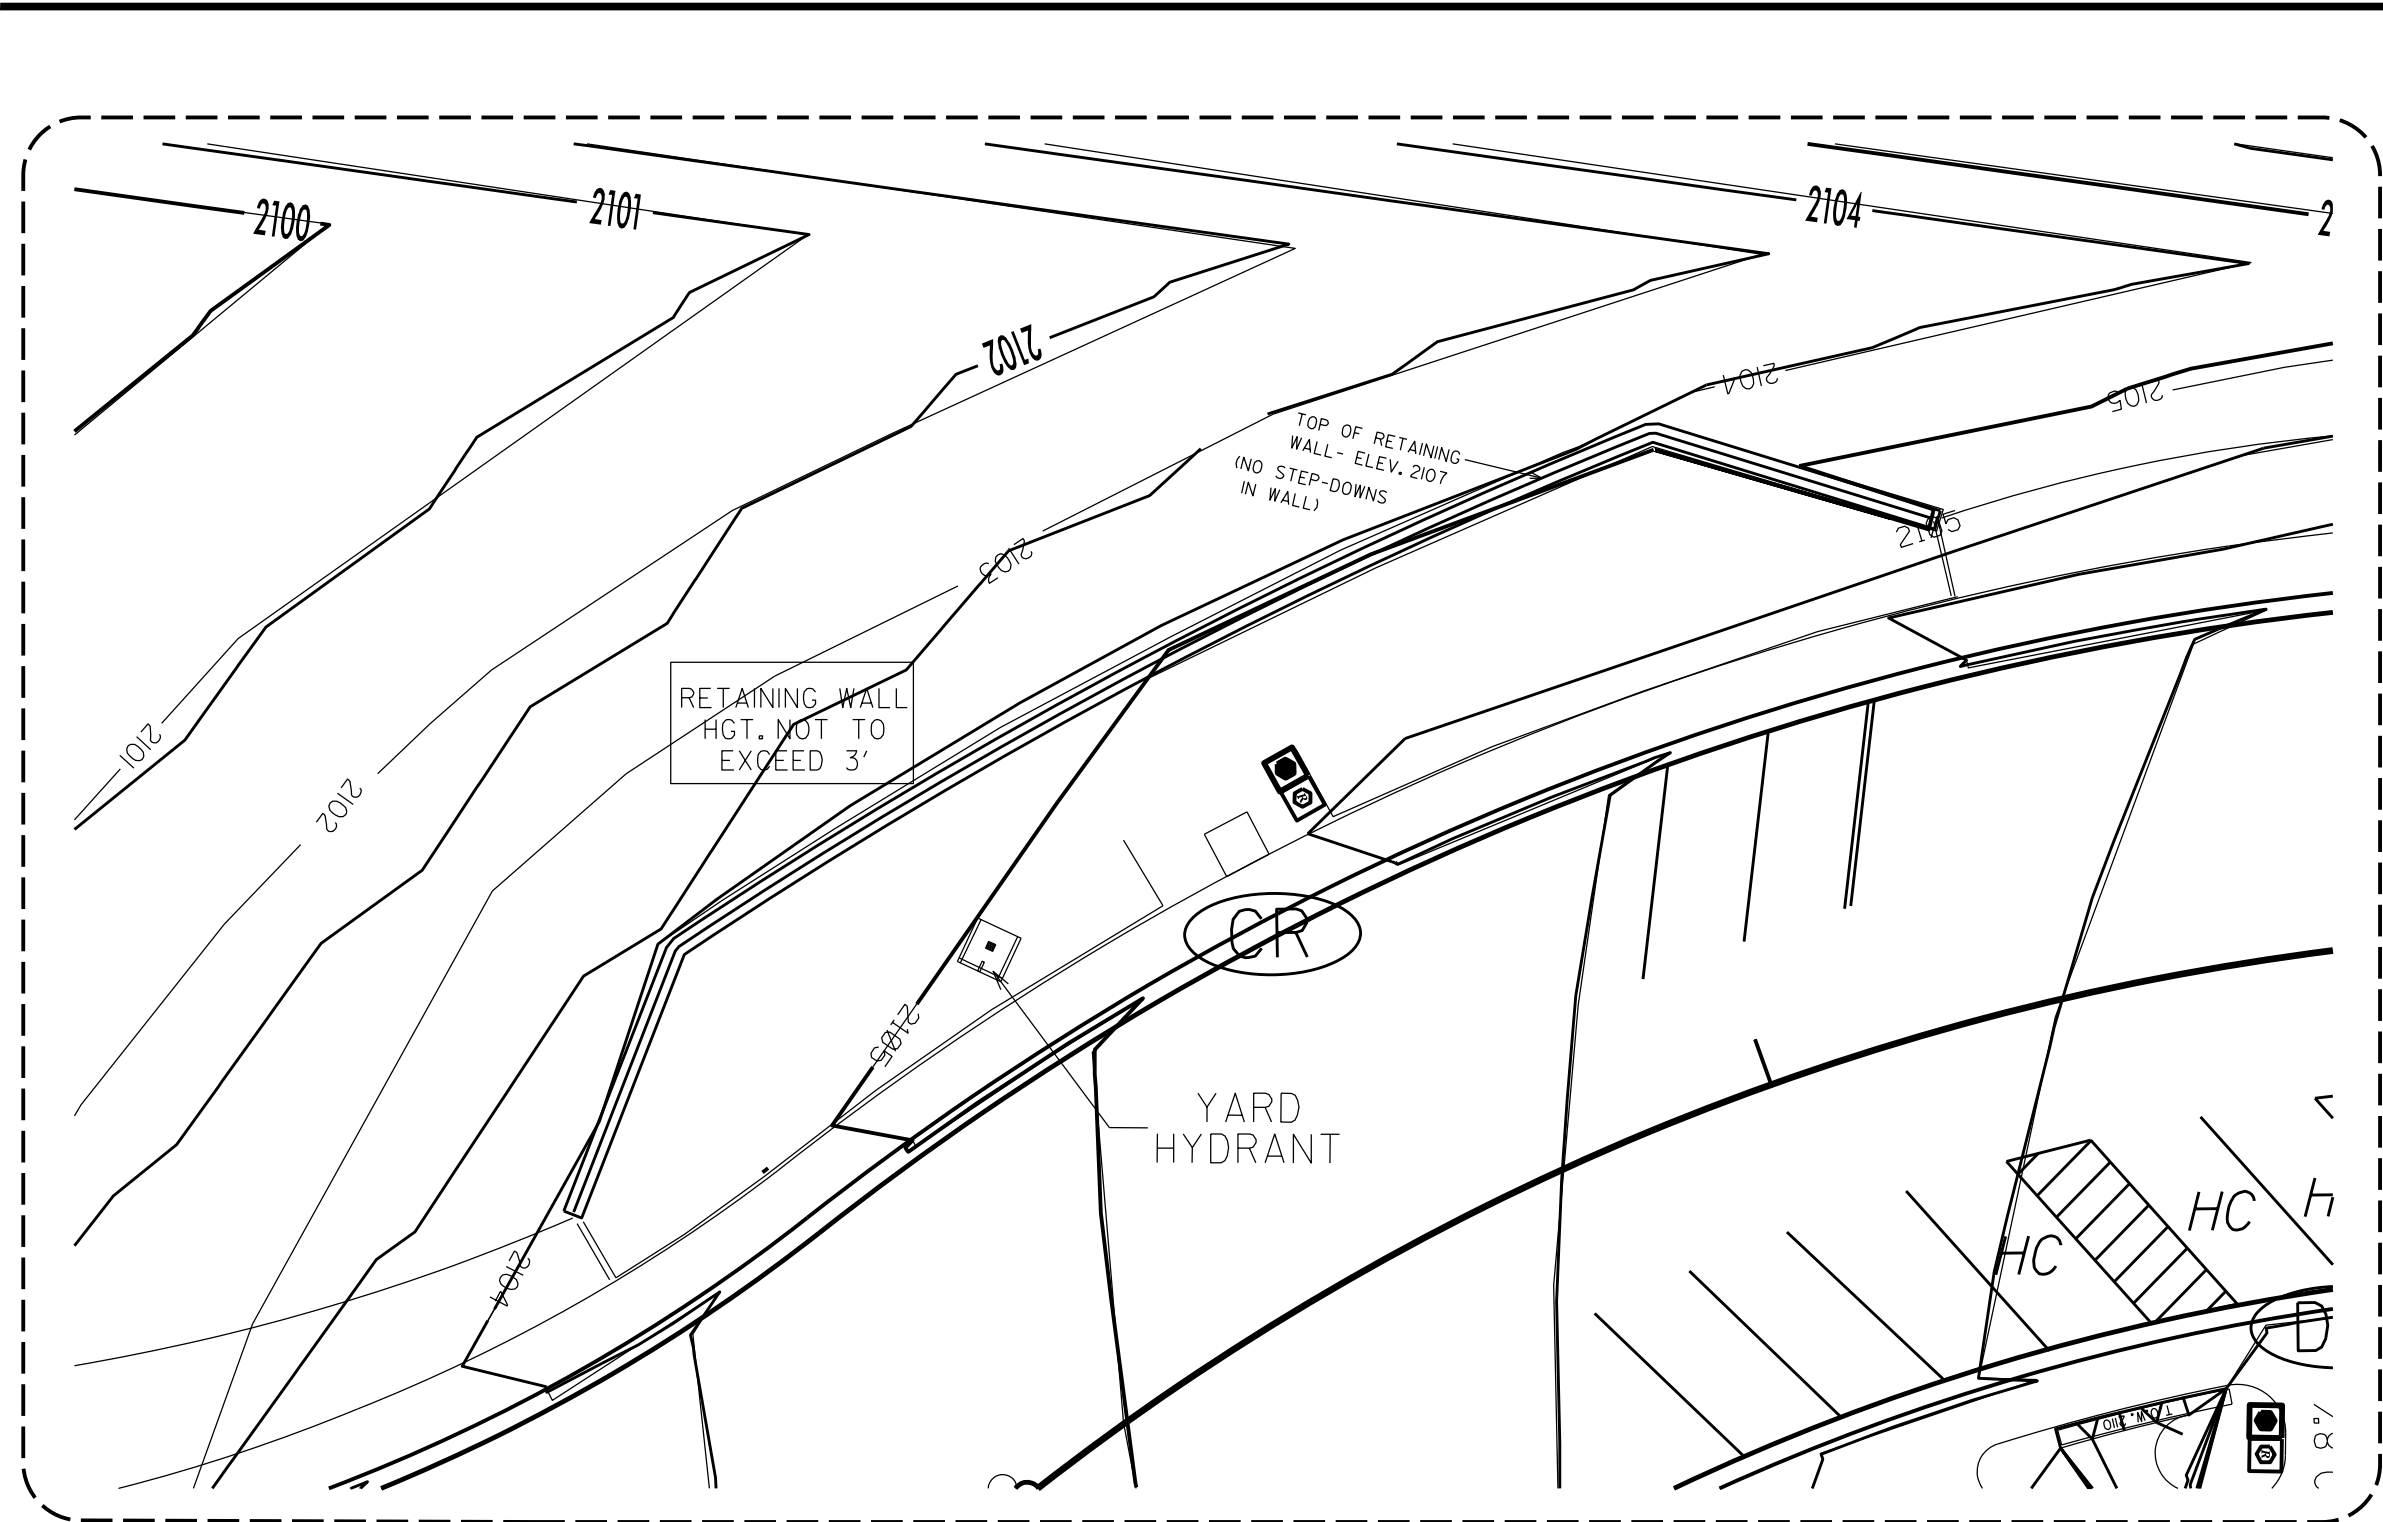 2100
2101
2104
2102
2104
2105
TOP OF RETAINING
WALL- ELEV. 2107
(NO STEP-DOWNS
IN WALL)
2105
2103
RETAINING WALL
HGT. NOT TO
EXCEED 3'
2101
2102
R
CR
2105
YARD
HYDRANT
HC
HC
2104
D
T.O.W. 2110
R